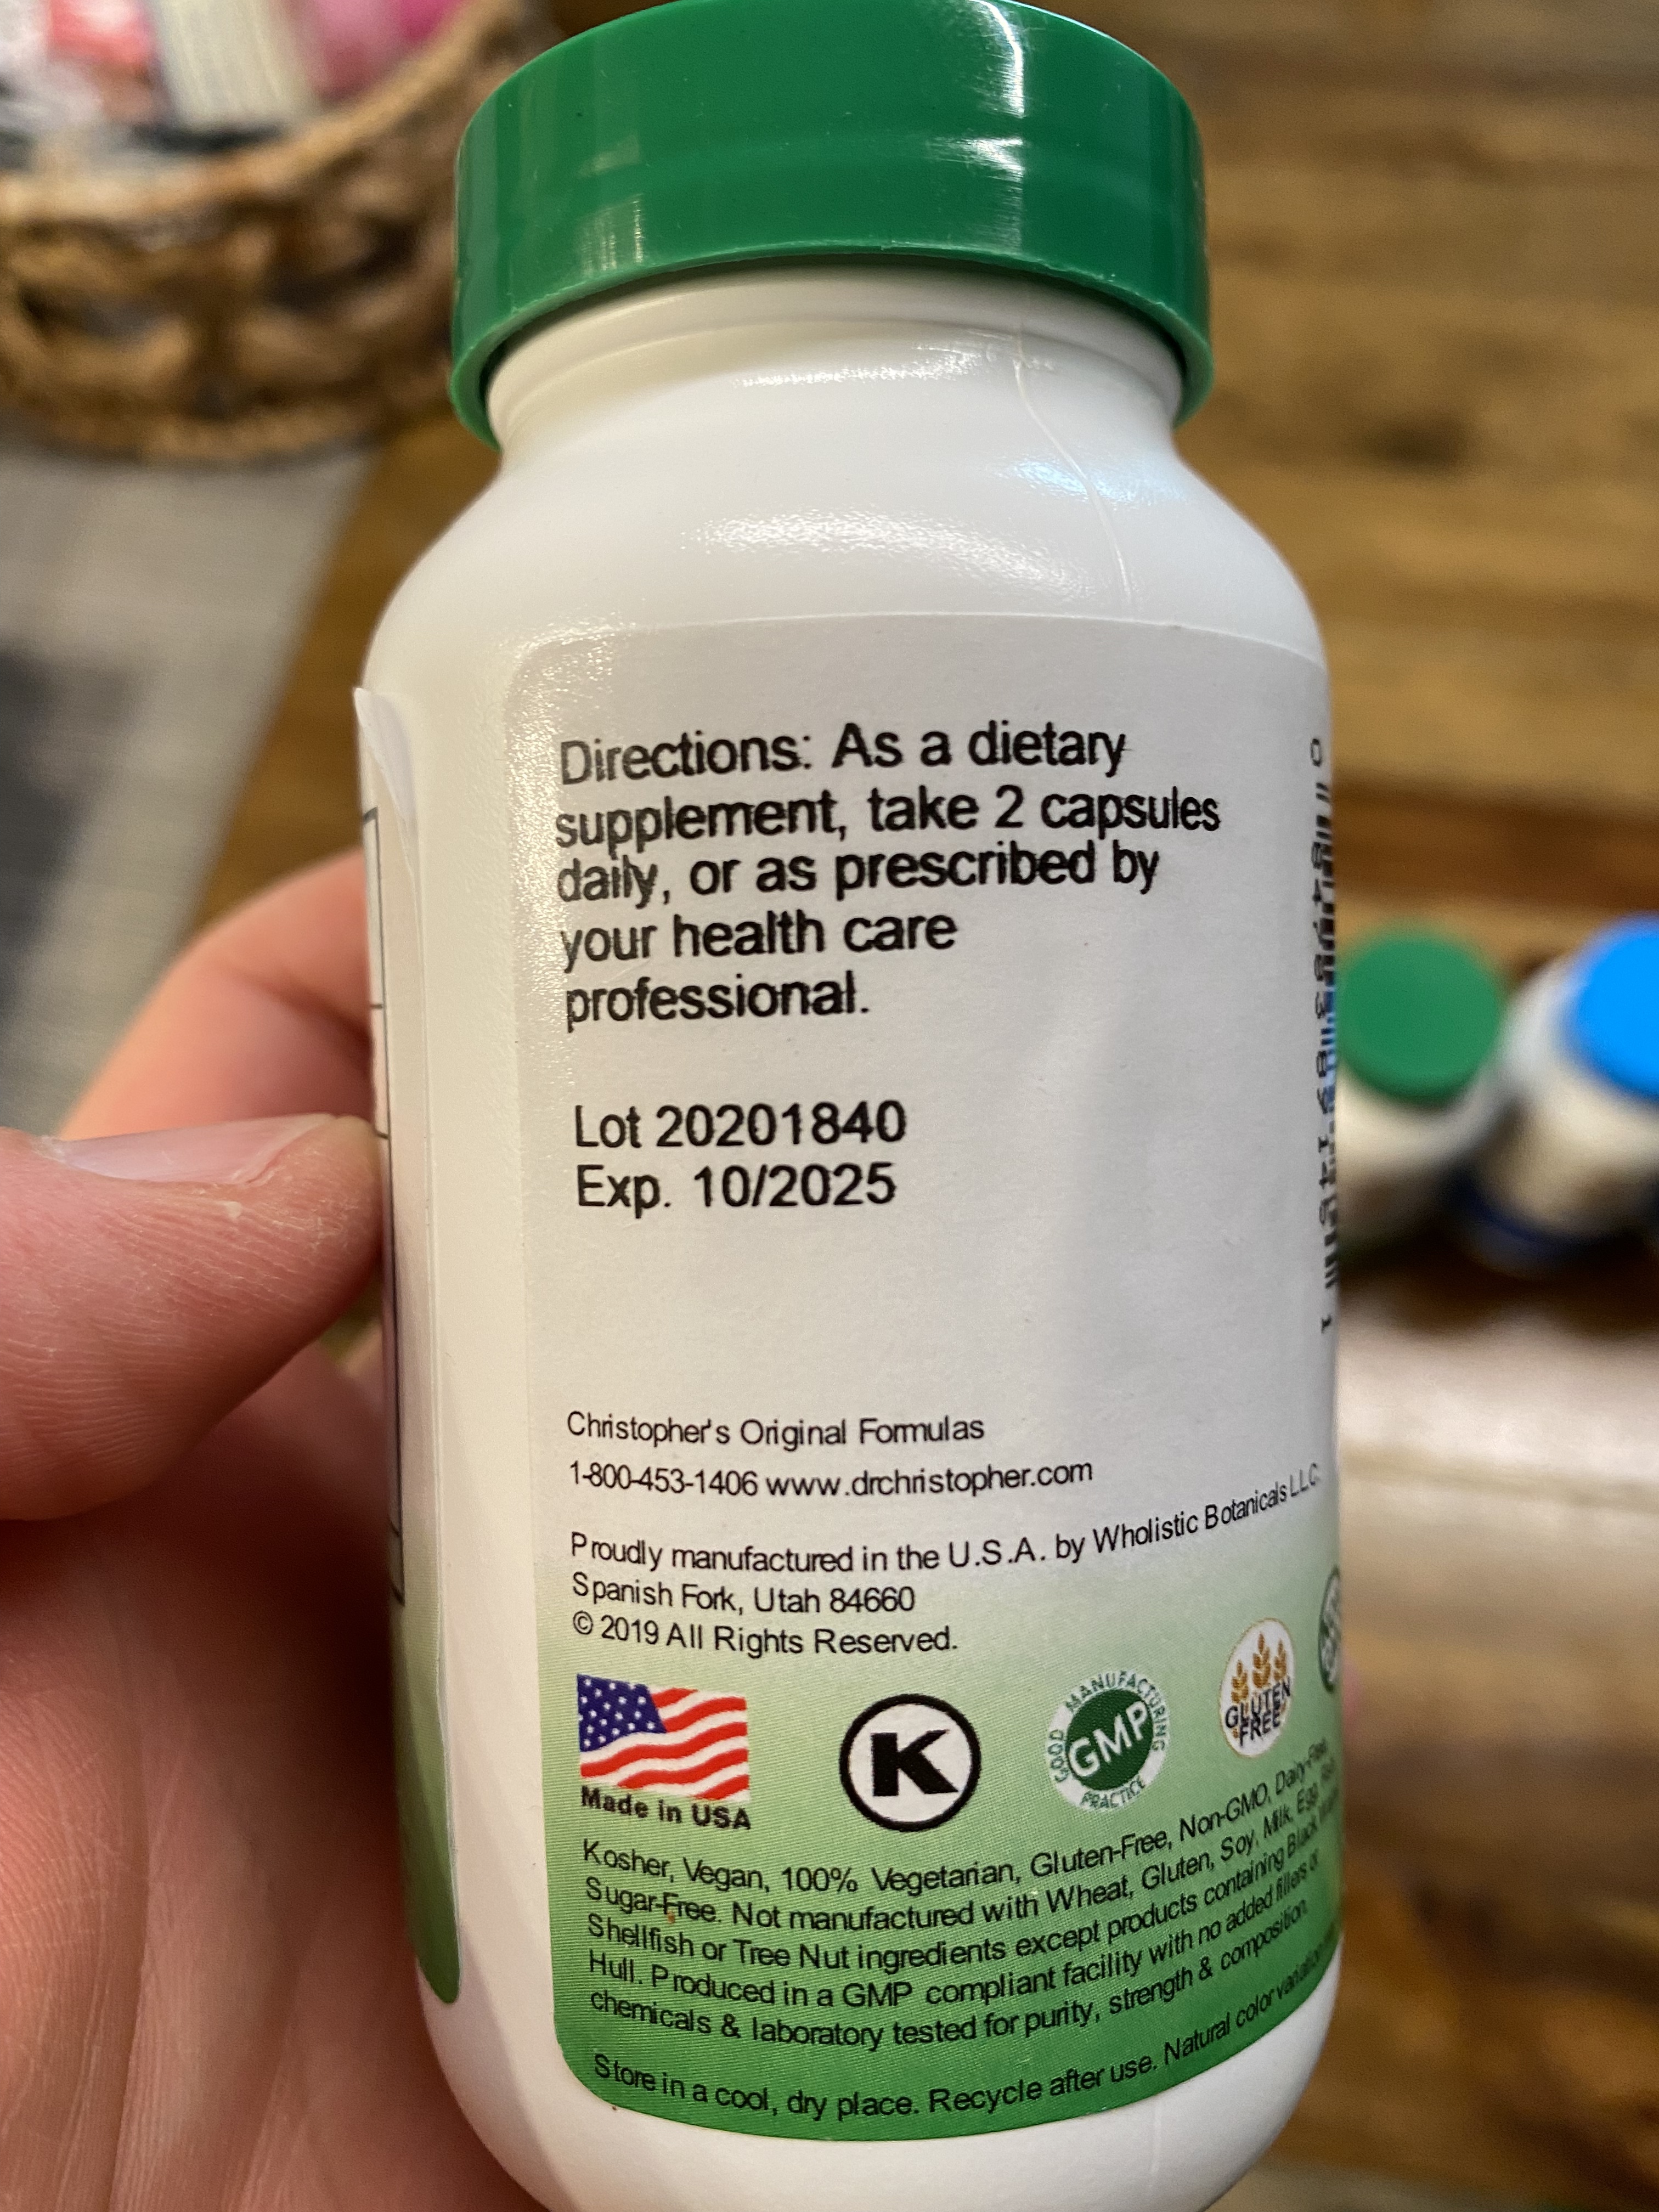 Directions: As a dietary
supplement, take 2 capsules
daily, or as prescribed by
your health care
professional.
Lot 20201840
Exp. 10/2025
Christopher's Original Formulas
1-800-453-1406 www.drchristopher.com
Proudly manufactured in the U.S.A. by Wholistic Botanicals LLC.
Spanish Fork, Utah 84660
© 2019 All Rights Reserved.
Made in USA
K
GOOD MANUFACTURING
GMP
PRACTICE
GLUTEN
FREE
Kosher, Vegan, 100% Vegetarian, Gluten-Free, Non-GMO, Dairy-Free,
Sugar-Free. Not manufactured with Wheat, Gluten, Soy, Milk, Egg, Fish,
Shellfish or Tree Nut ingredients except products containing Black
Hull. Produced in a GMP compliant facility with no added fillers or
chemicals & laboratory tested for purity, strength & composition.
Store in a cool, dry place. Recycle after use. Natural color variation